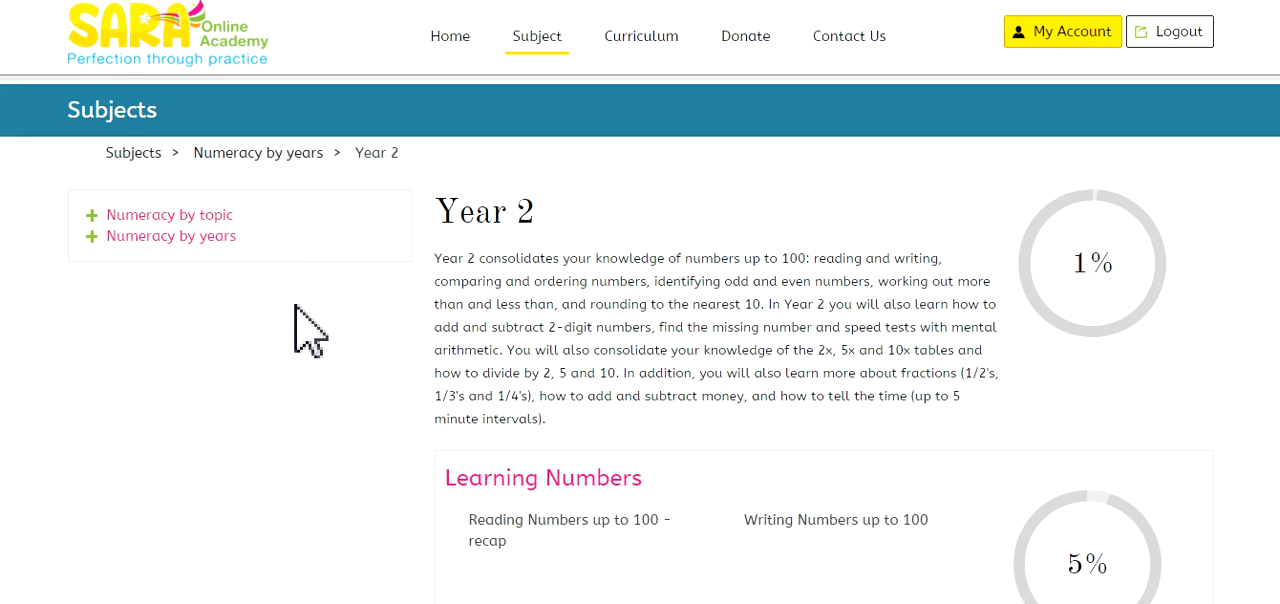 SARA Online Academy
Perfection through practice
Home
Subject
Curriculum
Donate
Contact Us
My Account
Logout
Subjects
Subjects > Numeracy by years > Year 2
Numeracy by topic
Numeracy by years
Year 2
1%
Year 2 consolidates your knowledge of numbers up to 100: reading and writing,
comparing and ordering numbers, identifying odd and even numbers, working out more
than and less than, and rounding to the nearest 10. In Year 2 you will also learn how to
add and subtract 2-digit numbers, find the missing number and speed tests with mental
arithmetic. You will also consolidate your knowledge of the 2x, 5x and 10x tables and
how to divide by 2, 5 and 10. In addition, you will also learn more about fractions (1/2's,
1/3's and 1/4's), how to add and subtract money, and how to tell the time (up to 5
minute intervals).
Learning Numbers
Reading Numbers up to 100 -
recap
Writing Numbers up to 100
5%